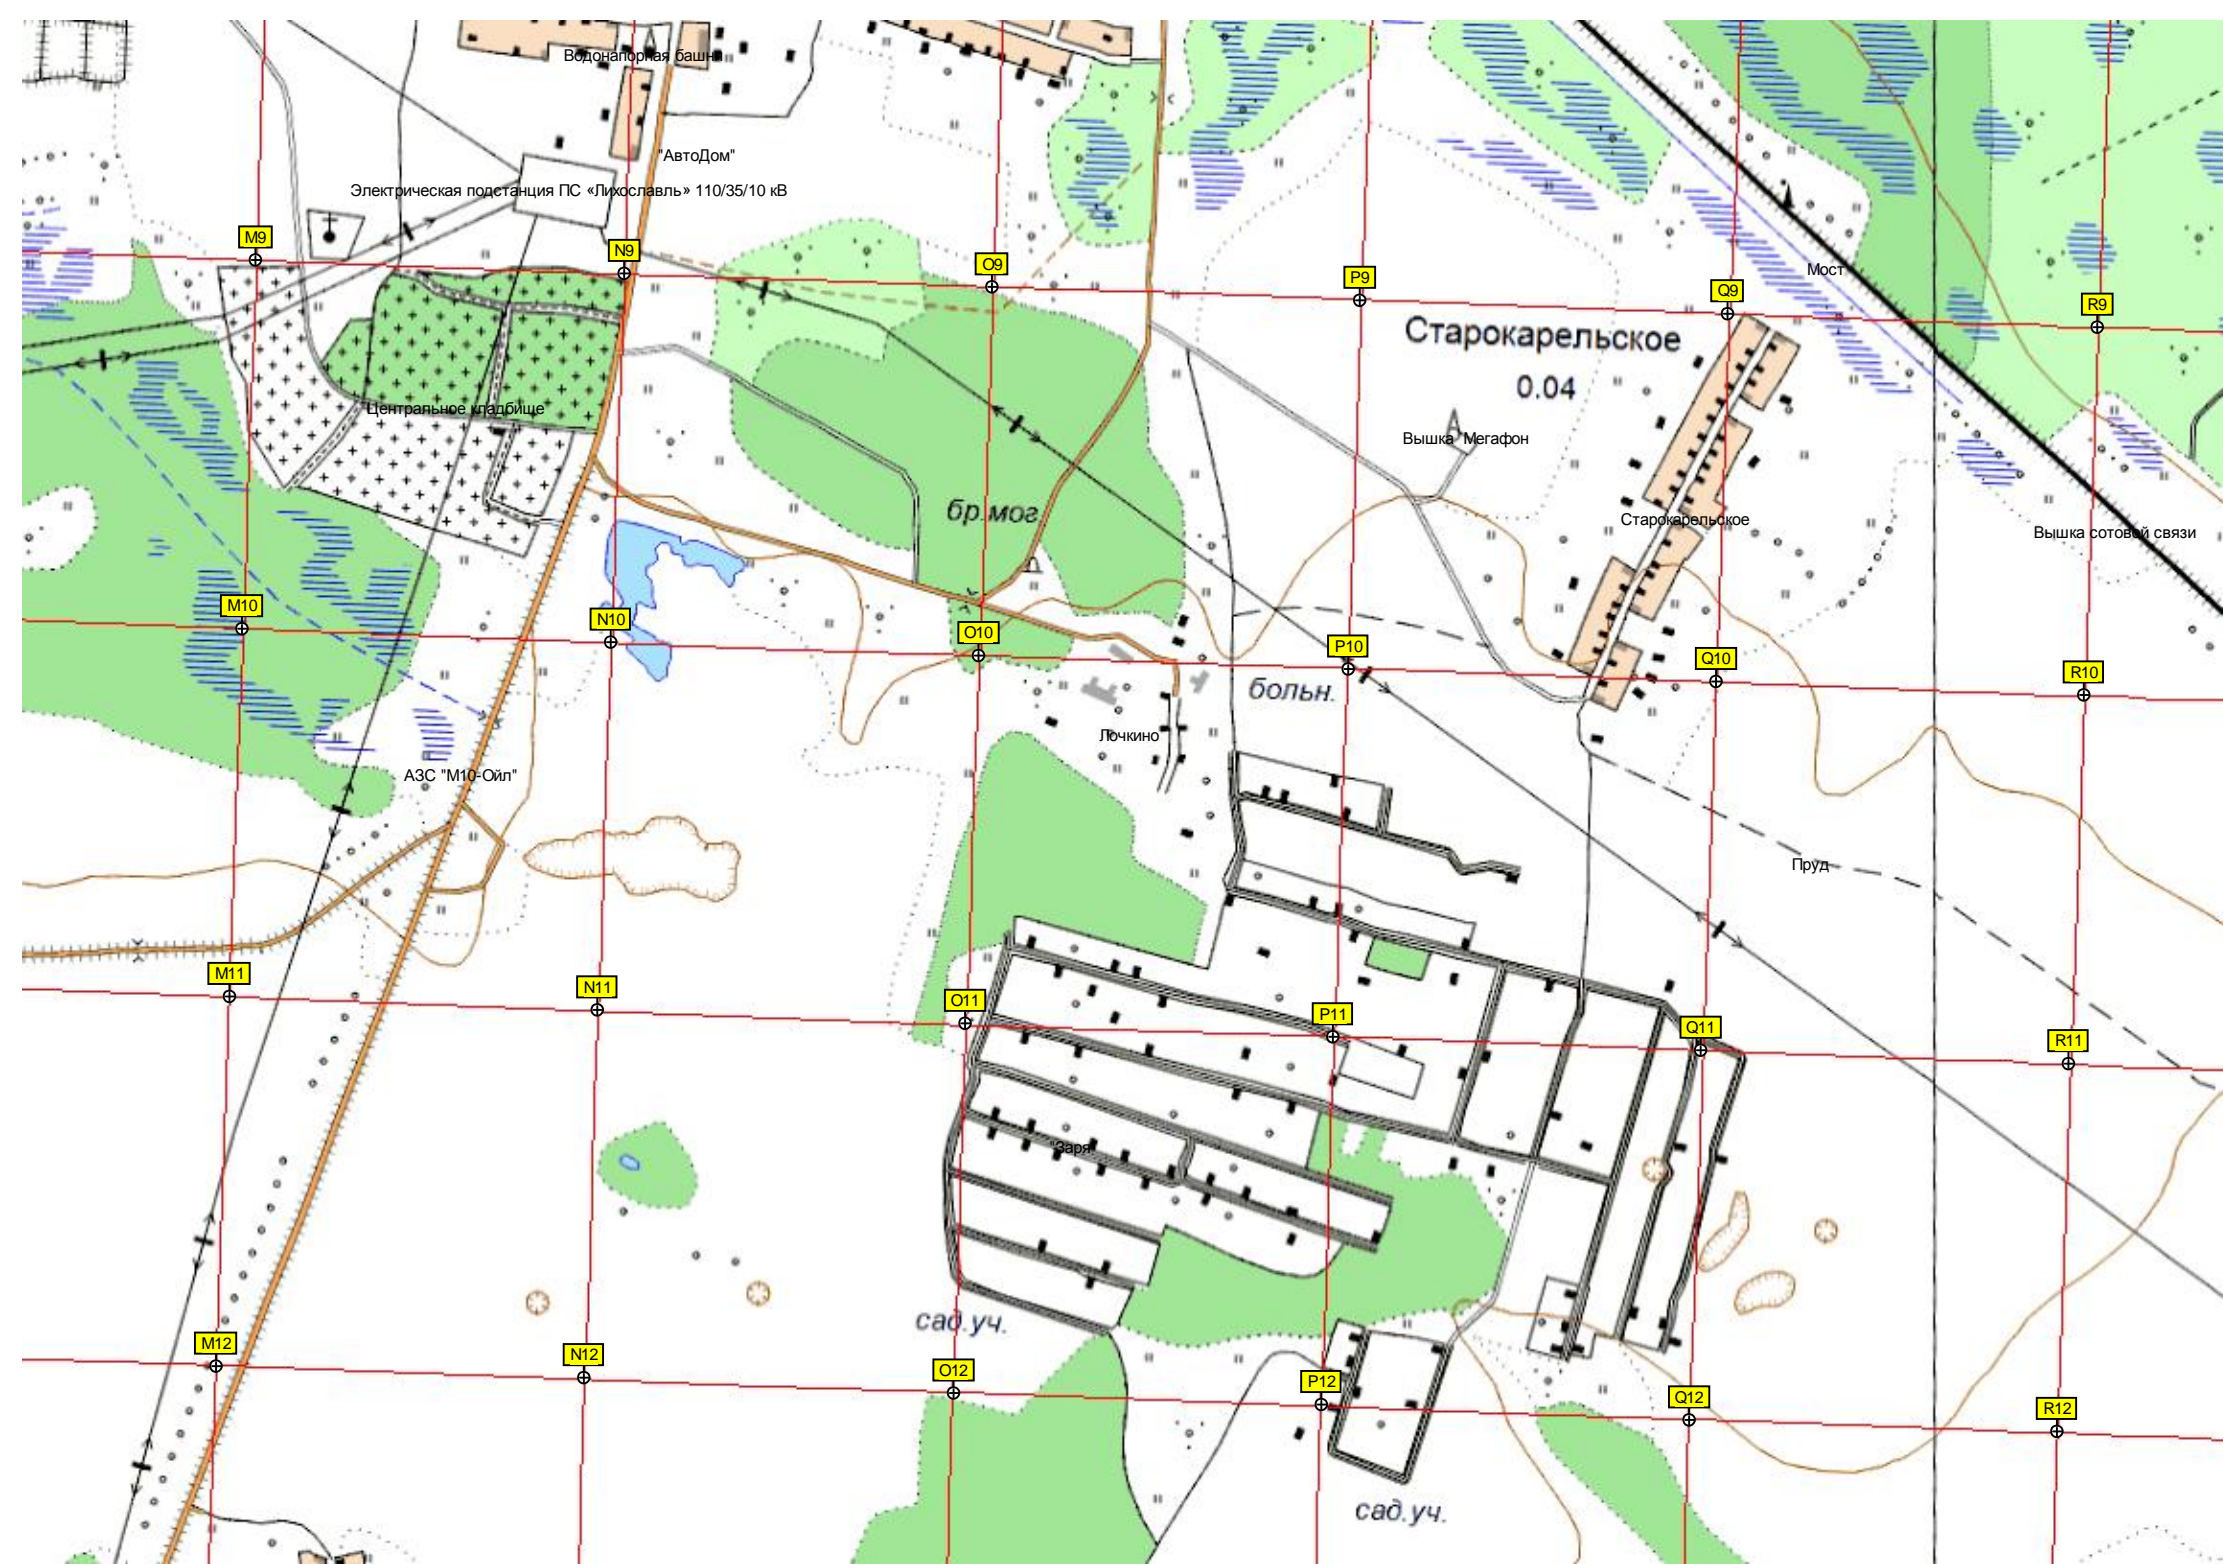 Водонапорная башн
"АвтоДом"
Электрическая подстанция ПС «Лихославль» 110/35/10 кВ
M9
N9
O9
P9
Q9
R9
Мост
Старокарельское
0.04
Центральное кладбище
Вышка Мегафон
бр.мог.
Старокарельское
Вышка сотовой связи
M10
N10
O10
P10
Q10
R10
больн.
Лочкино
АЗС "М10-Ойл"
Пруд
M11
N11
O11
P11
Q11
R11
"Заря"
сад.уч.
M12
N12
O12
P12
Q12
R12
сад.уч.